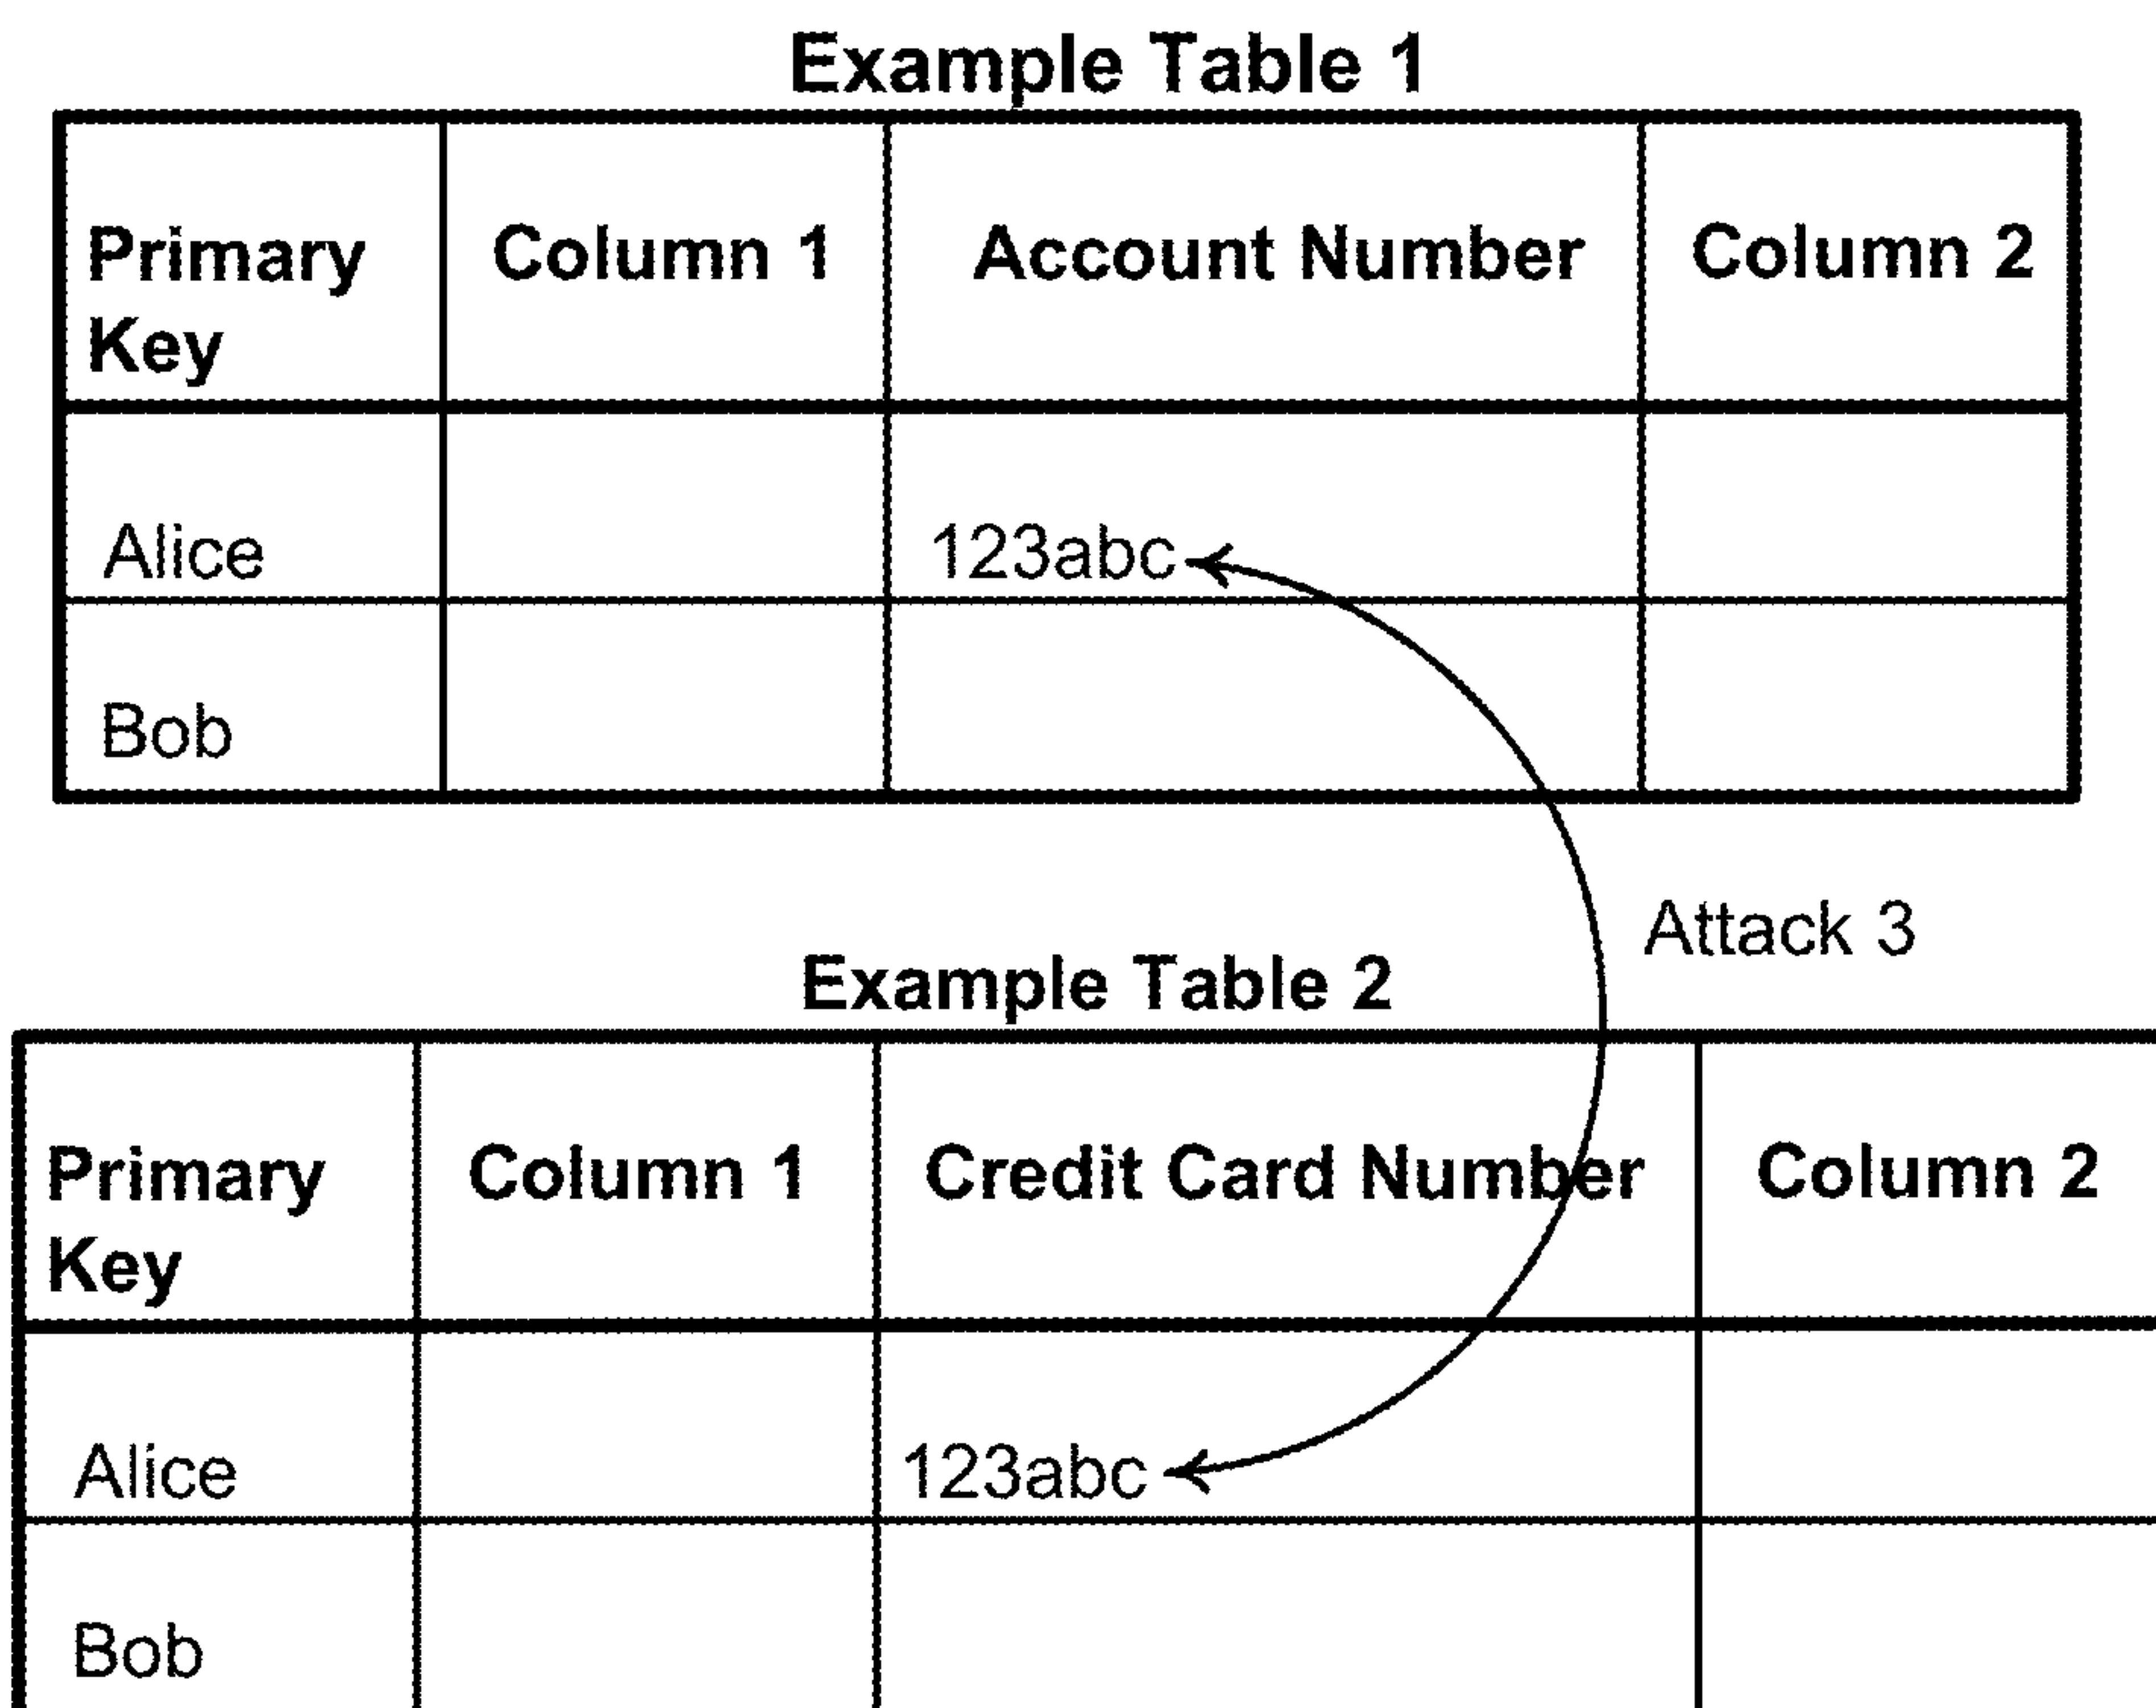 Example Table 1
Primary Key Column 1 Account Number Column 2
Alice 123abc
Bob
Attack 3
Example Table 2
Primary Key Column 1 Credit Card Number Column 2
Alice 123abc
Bob